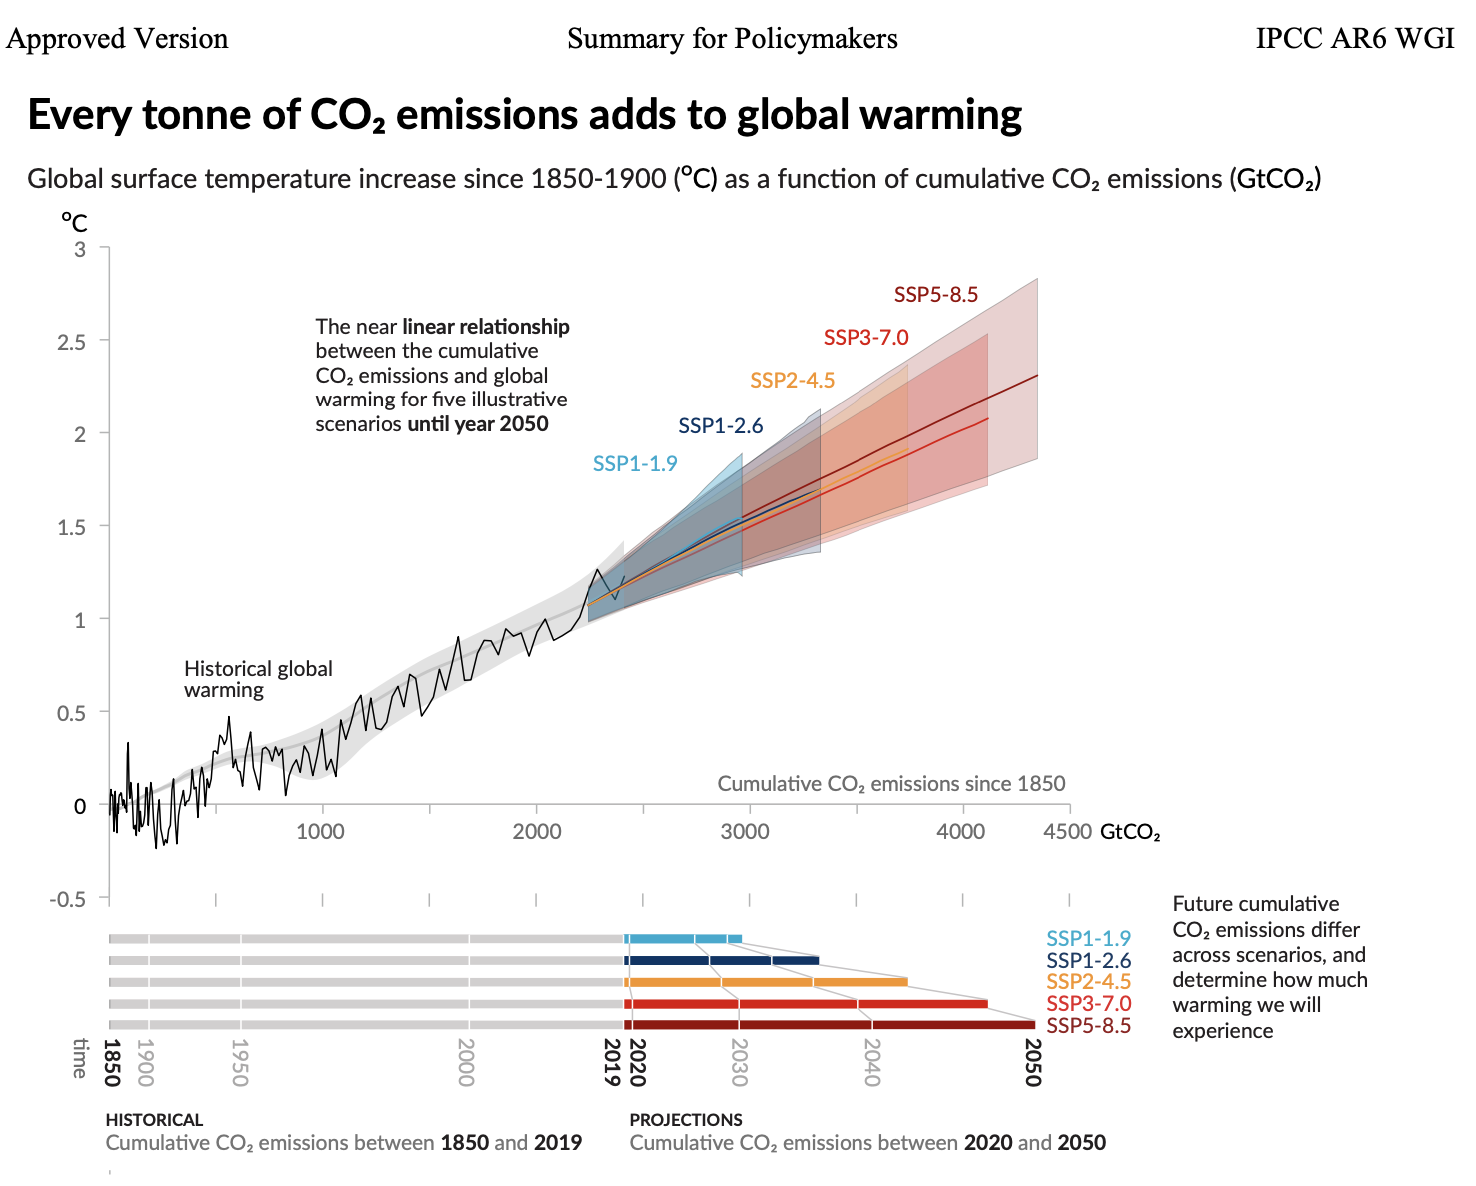 Approved Version Summary for Policymakers IPCC AR6 WGI
Every tonne of CO₂ emissions adds to global warming
Global surface temperature increase since 1850-1900 (°C) as a function of cumulative CO₂ emissions (GtCO₂)
°C
3
2.5
2
1.5
1
0.5
0
-0.5
The near linear relationship
between the cumulative
CO₂ emissions and global
warming for five illustrative
scenarios until year 2050
SSP5-8.5
SSP3-7.0
SSP2-4.5
SSP1-2.6
SSP1-1.9
Historical global
warming
Cumulative CO₂ emissions since 1850
1000 2000 3000 4000 4500 GtCO₂
SSP1-1.9
SSP1-2.6
SSP2-4.5
SSP3-7.0
SSP5-8.5
Future cumulative
CO₂ emissions differ
across scenarios, and
determine how much
warming we will
experience
time 1850 1900 1950 2000 2019 2020 2030 2040 2050
HISTORICAL
Cumulative CO₂ emissions between 1850 and 2019
PROJECTIONS
Cumulative CO₂ emissions between 2020 and 2050